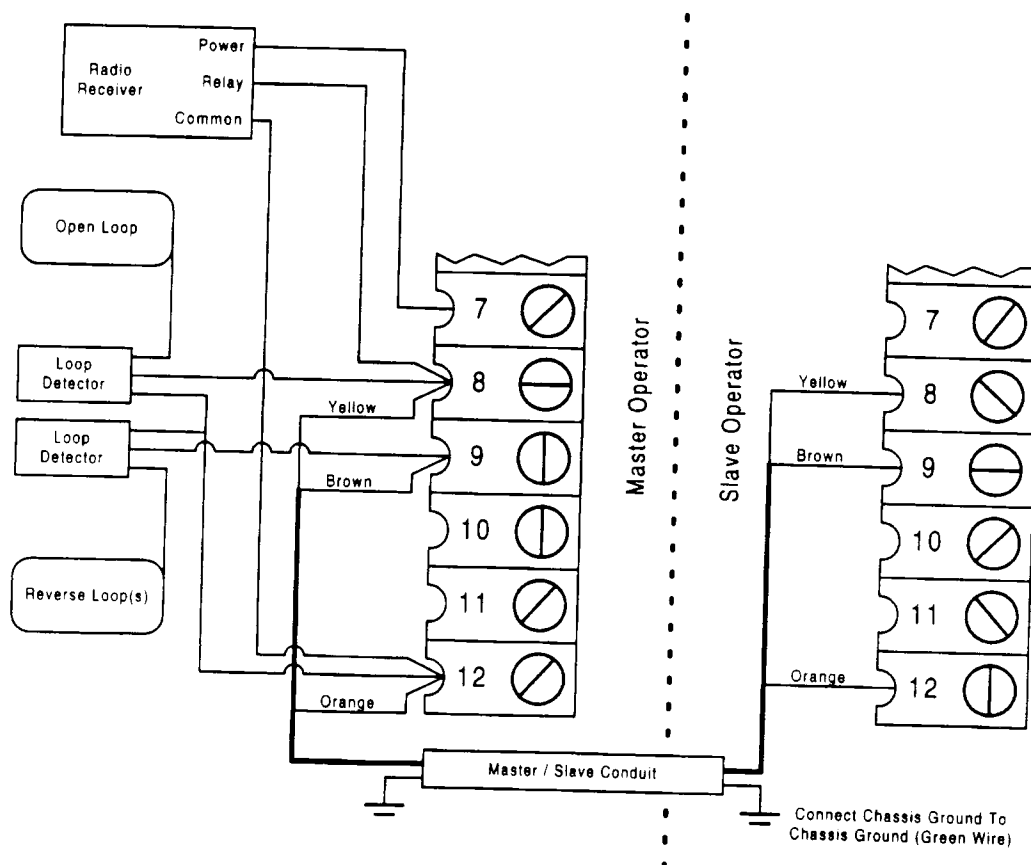 Power
Radio
Receiver
Relay
Common
Open Loop
Loop
Detector
Loop
Detector
Reverse Loop(s)
7
8
Yellow
9
Brown
10
11
12
Orange
Master Operator
Slave Operator
7
Yellow
8
Brown
9
10
11
Orange
12
Master / Slave Conduit
Connect Chassis Ground To
Chassis Ground (Green Wire)